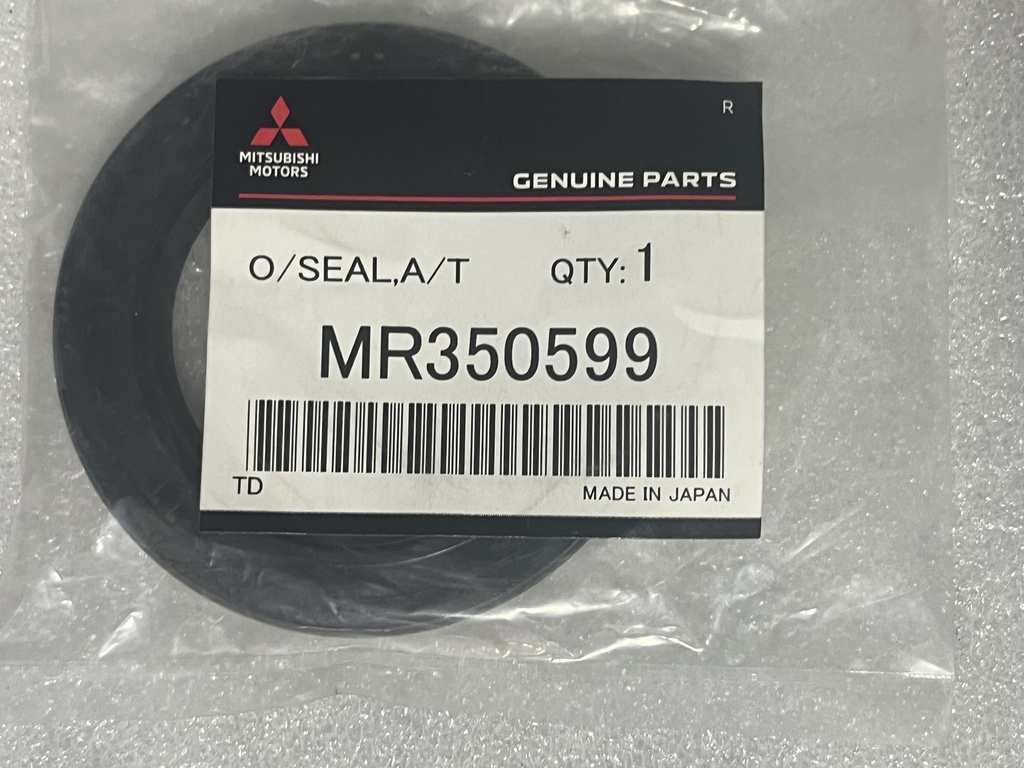 R
MITSUBISHI
MOTORS
GENUINE PARTS
O/SEAL,A/T QTY: 1
MR350599
TD MADE IN JAPAN